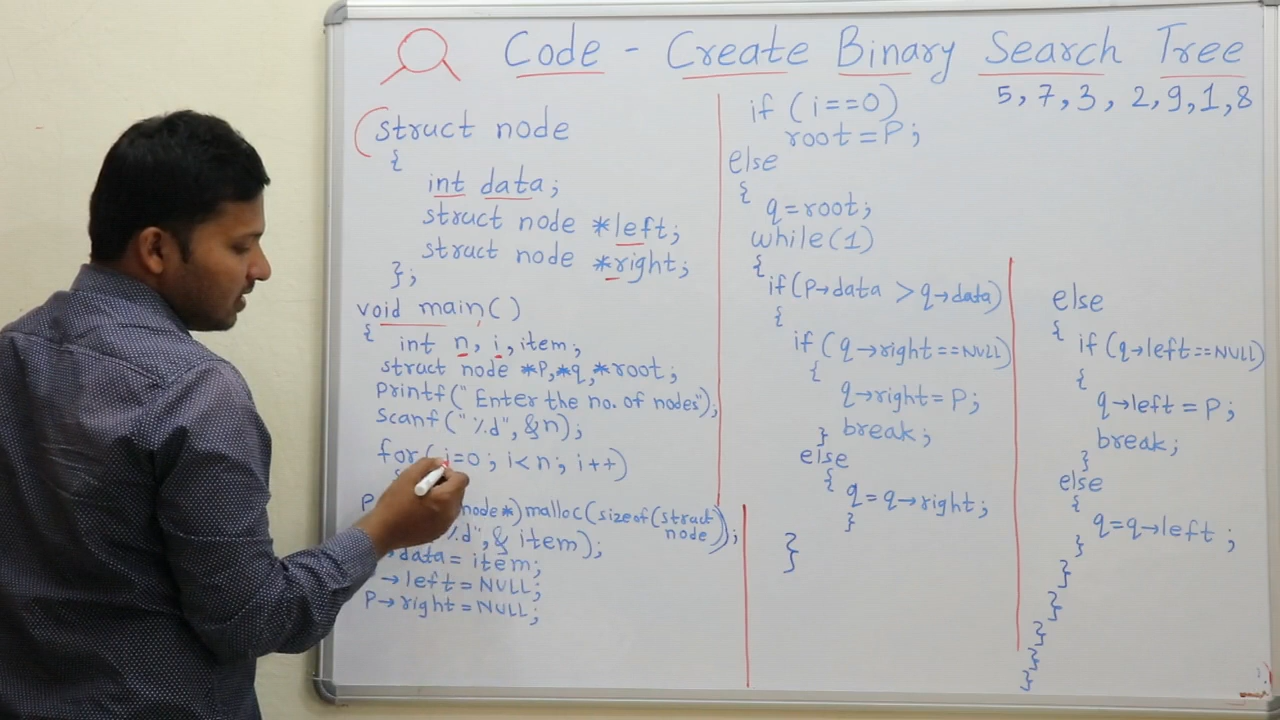 Code - Create Binary Search Tree
5, 7, 3, 2, 9, 1, 8
struct node
{
int data;
struct node *left;
struct node *right;
};
void main()
{ int n, i, item;
struct node *P, *q, *root;
printf("Enter the no. of nodes");
scanf("%d", &n);
for(i=0; i<n; i++)
{
P node*) malloc(sizeof(struct
node));
%d", & item);
→data = item;
→left = NULL;
P→right = NULL;
if (i==0)
root = P;
else
{
q=root;
while(1)
{
if(P→data > q→data)
{
if (q→right==NULL)
{
q→right = P;
break;
}
else
{
q=q→right;
}
}
else
{
if (q→left==NULL)
{
q→left = P;
break;
}
else
{
q=q→left;
}
}
}
}
}
}